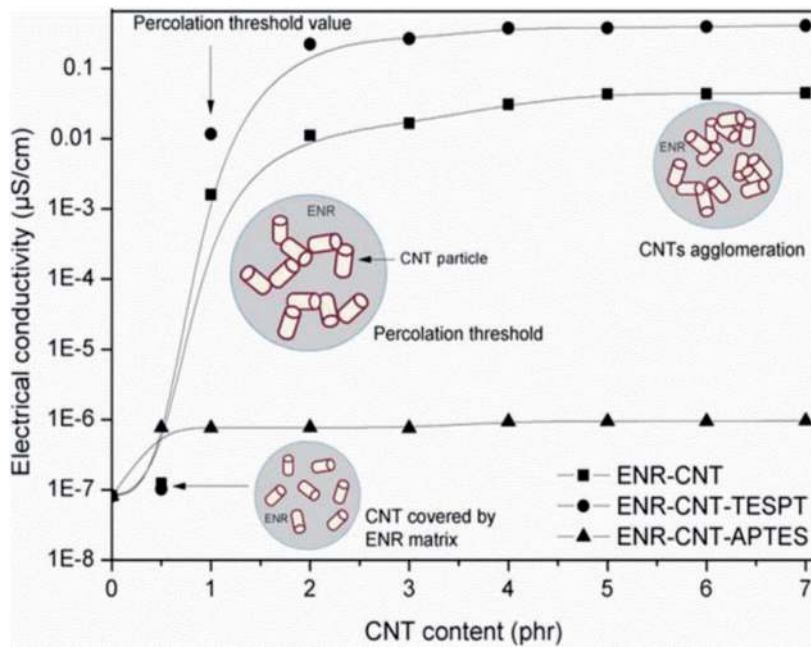 Percolation threshold value
Electrical conductivity (µS/cm)
0.1
0.01
1E-3
1E-4
1E-5
1E-6
1E-7
1E-8
ENR
CNT particle
Percolation threshold
ENR
CNTs agglomeration
ENR
CNT covered by
ENR matrix
ENR-CNT
ENR-CNT-TESPT
ENR-CNT-APTES
0 1 2 3 4 5 6 7
CNT content (phr)